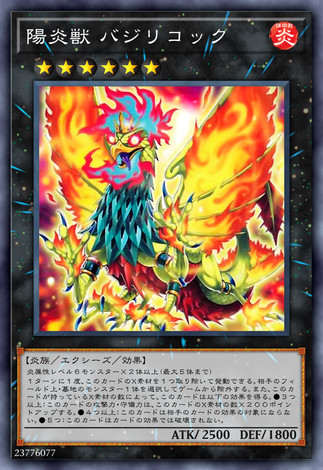 陽炎獣 バジリコック
炎
【炎族／エクシーズ／効果】
炎属性レベル６モンスター×２体以上(最大５体まで)
１ターンに１度、このカードのX素材を１つ取り除いて発動できる。相手のフィ
ールド上・墓地のモンスター１体を選択してゲームから除外する。また、このカー
ドが持っているX素材の数によって、このカードは以下の効果を得る。●３つ
以上：このカードの攻撃力・守備力は、このカードのX素材の数×２００ポイント
アップする。●４つ以上：このカードは相手のカードの効果の対象にならな
い。●５つ：このカードはカードの効果では破壊されない。
ATK/2500 DEF/1800
23776077